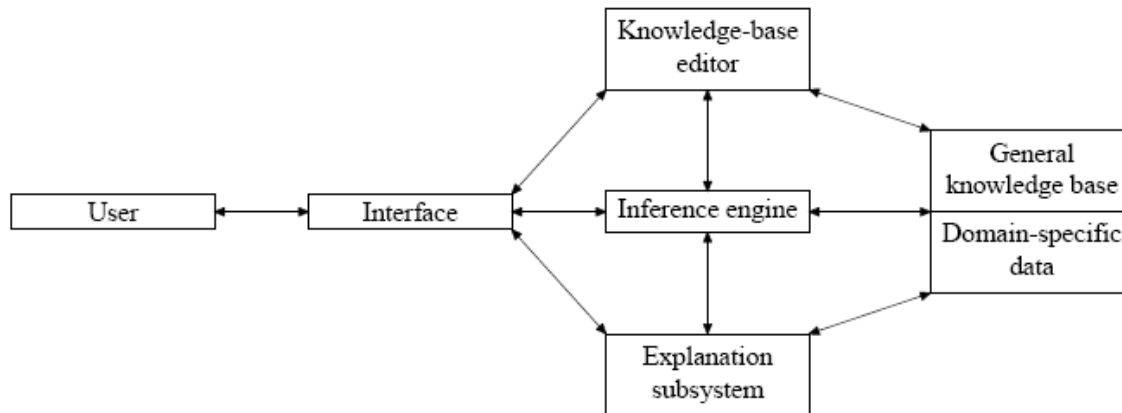 Knowledge-base
editor
General
knowledge base
User
Interface
Inference engine
Domain-specific
data
Explanation
subsystem